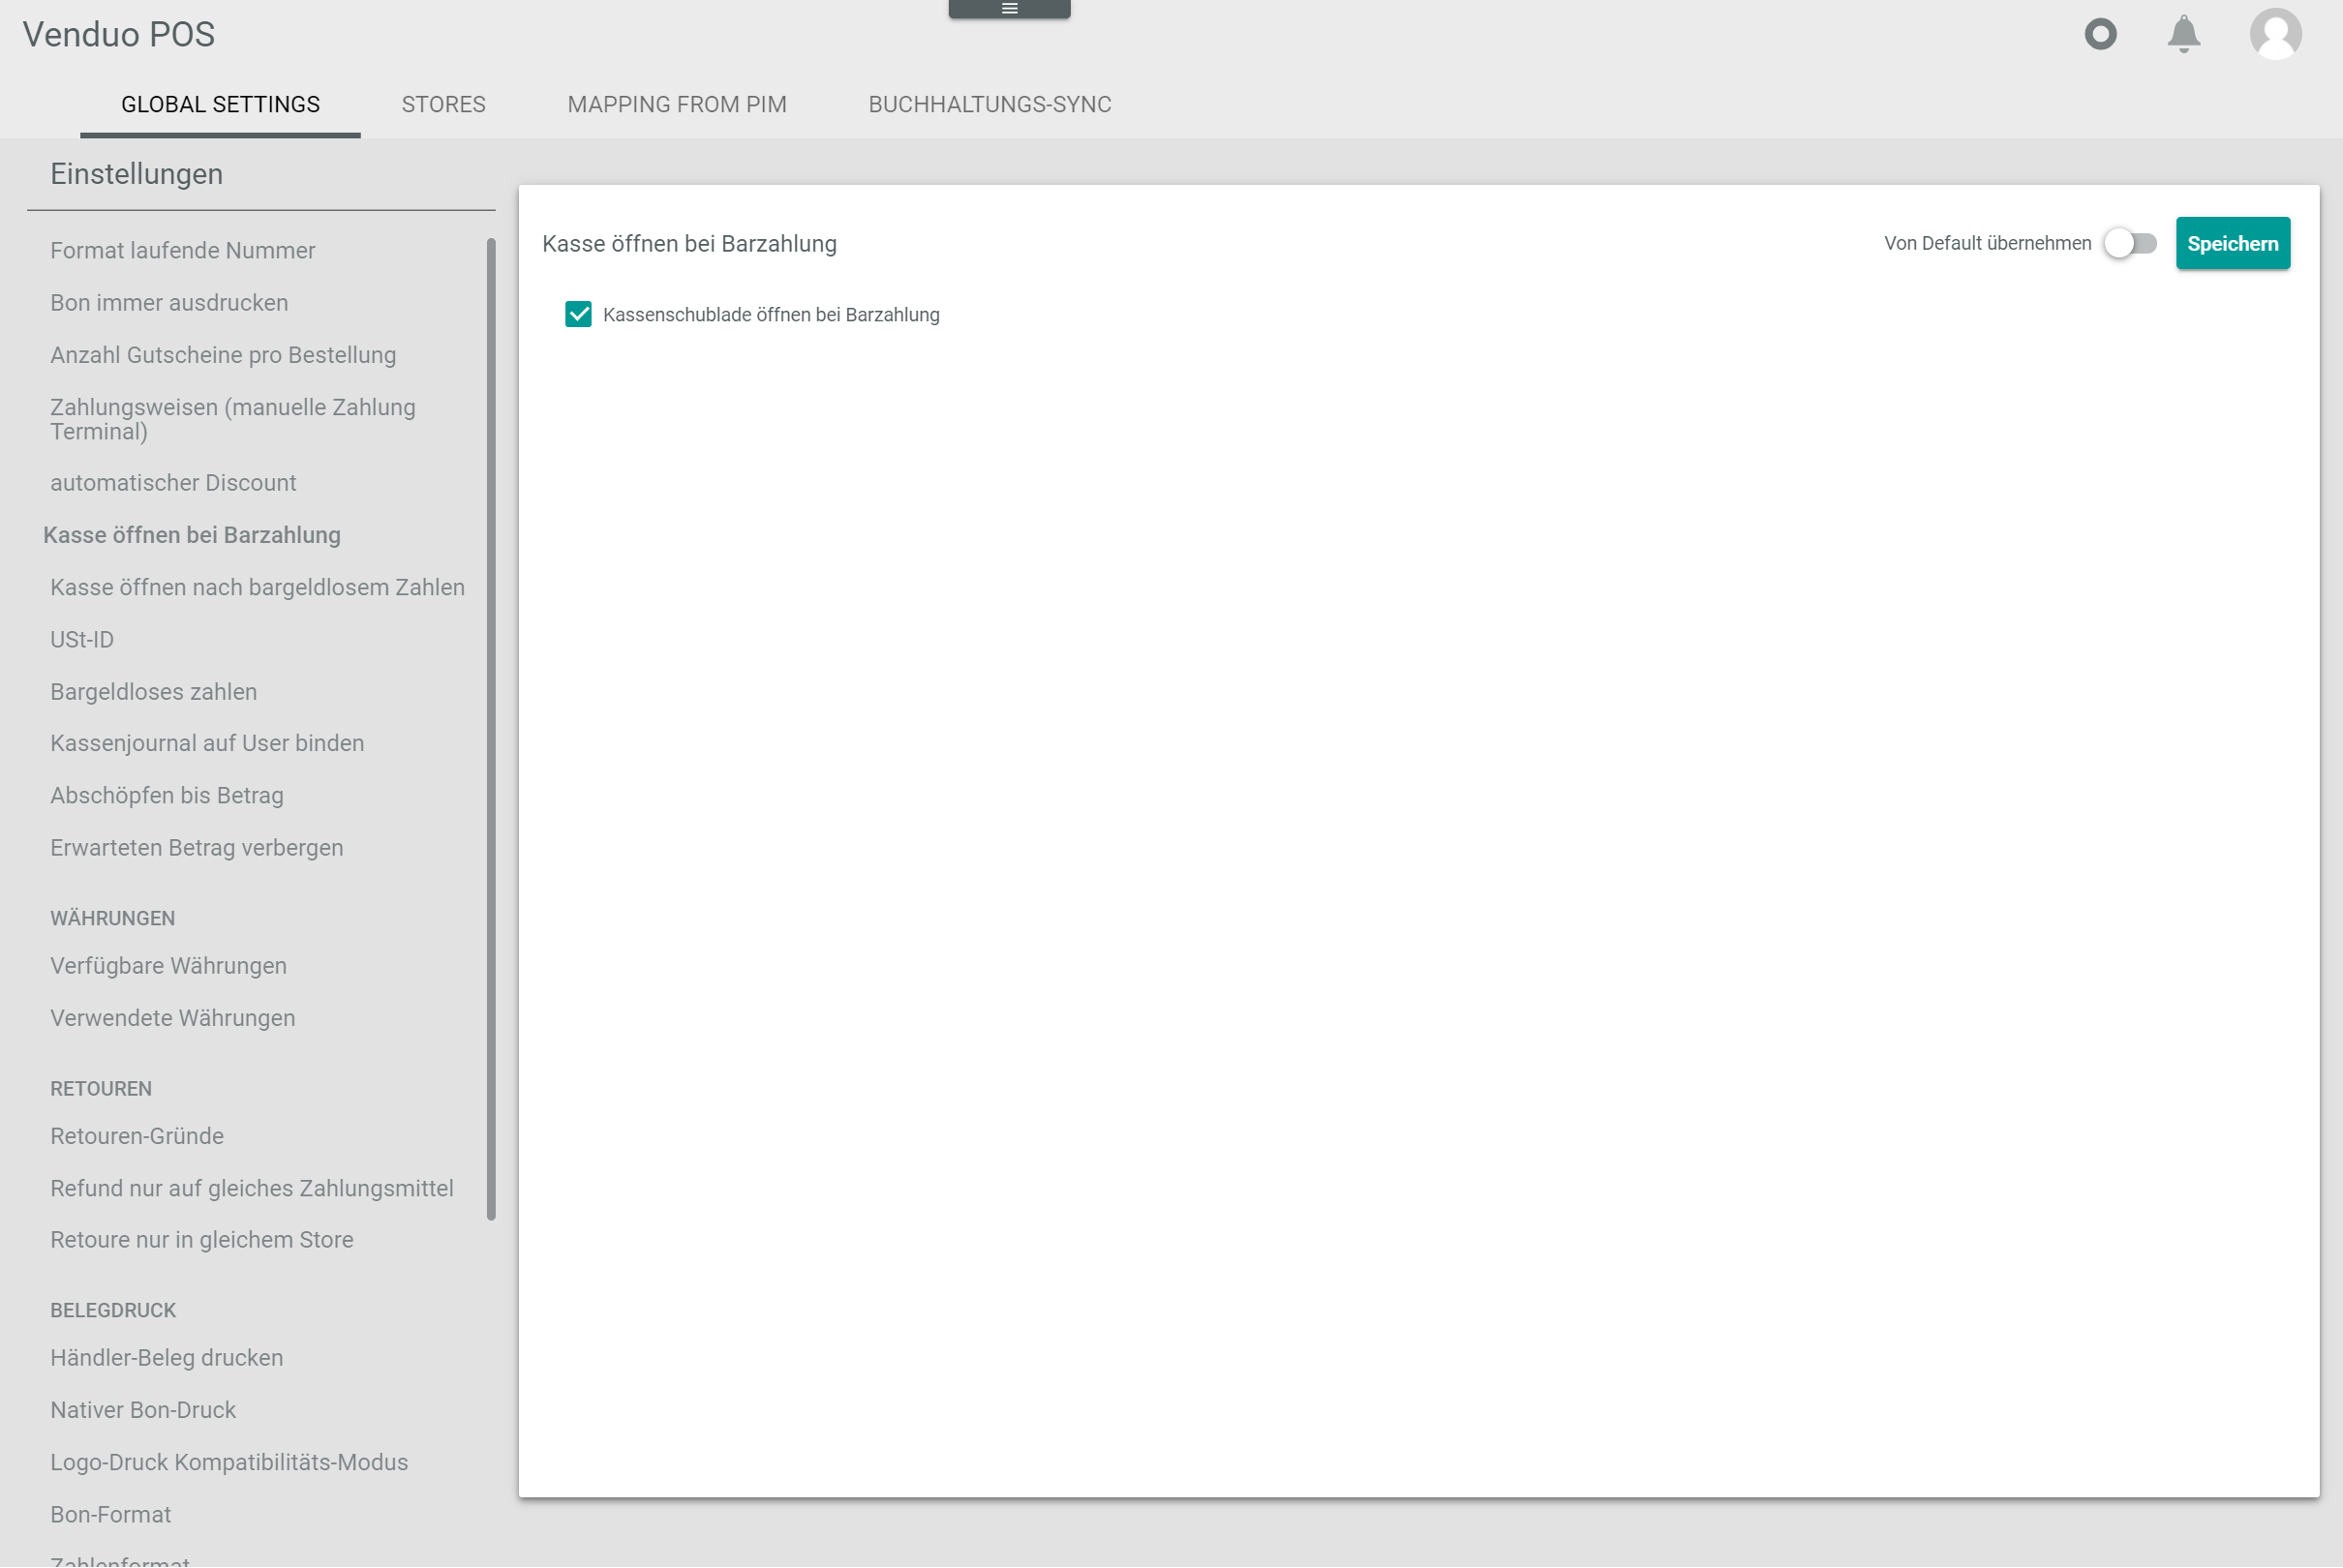 Venduo POS
GLOBAL SETTINGS
STORES
MAPPING FROM PIM
BUCHHALTUNGS-SYNC
Einstellungen
Format laufende Nummer
Bon immer ausdrucken
Anzahl Gutscheine pro Bestellung
Zahlungsweisen (manuelle Zahlung
Terminal)
automatischer Discount
Kasse öffnen bei Barzahlung
Kasse öffnen nach bargeldlosem Zahlen
USt-ID
Bargeldloses zahlen
Kassenjournal auf User binden
Abschöpfen bis Betrag
Erwarteten Betrag verbergen
WÄHRUNGEN
Verfügbare Währungen
Verwendete Währungen
RETOUREN
Retouren-Gründe
Refund nur auf gleiches Zahlungsmittel
Retoure nur in gleichem Store
BELEGDRUCK
Händler-Beleg drucken
Nativer Bon-Druck
Logo-Druck Kompatibilitäts-Modus
Bon-Format
Zahlenformat
Kasse öffnen bei Barzahlung
Von Default übernehmen
Speichern
Kassenschublade öffnen bei Barzahlung